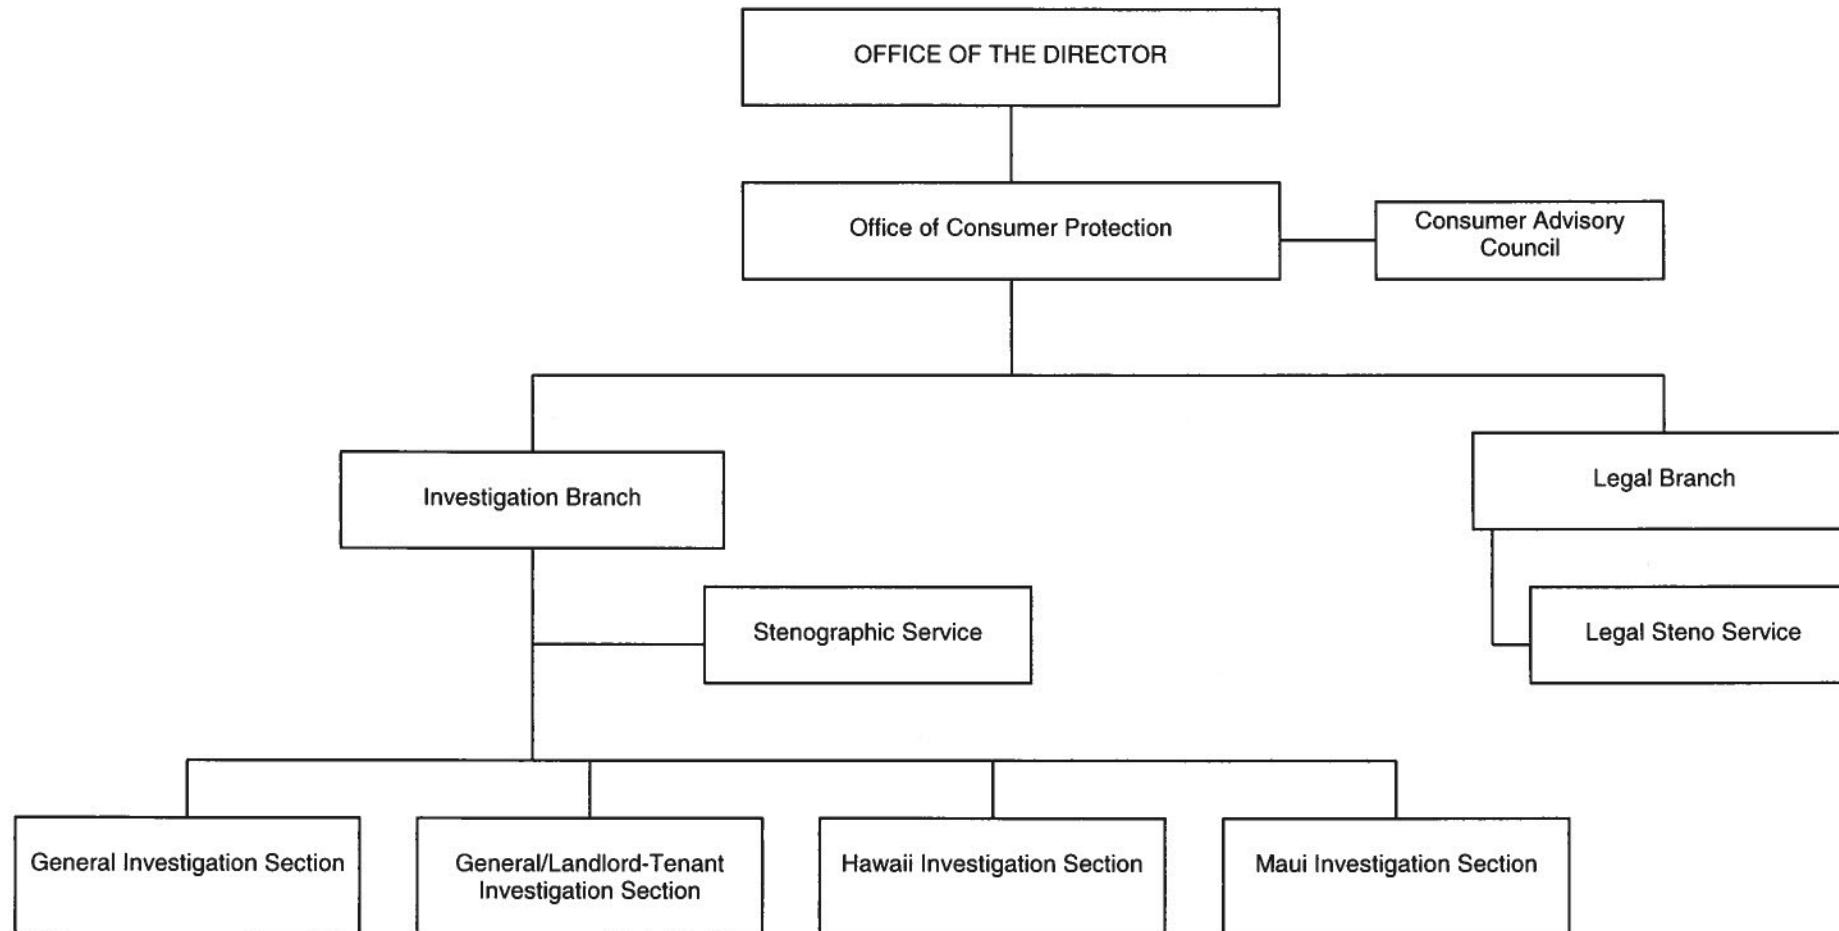 OFFICE OF THE DIRECTOR
Office of Consumer Protection
Consumer Advisory
Council
Investigation Branch
Legal Branch
Stenographic Service
Legal Steno Service
General Investigation Section
General/Landlord-Tenant
Investigation Section
Hawaii Investigation Section
Maui Investigation Section